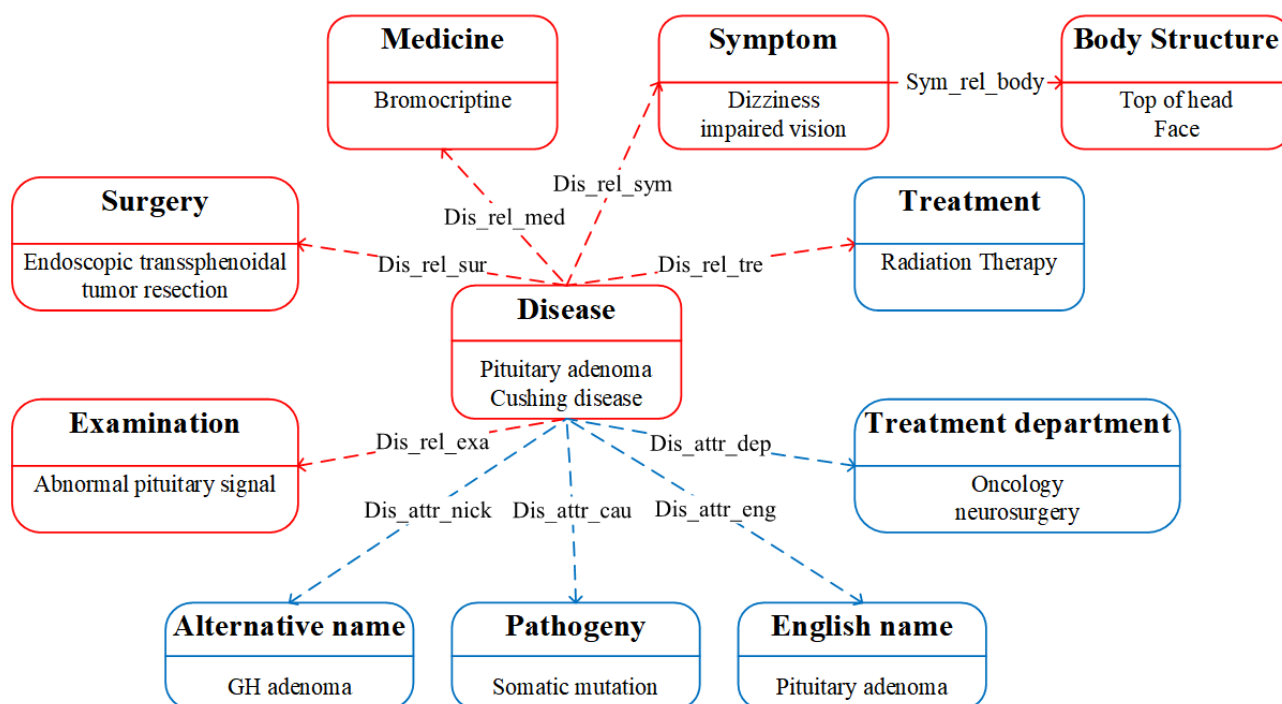 Medicine
Bromocriptine
Symptom
Dizziness
impaired vision
Sym_rel_body
Body Structure
Top of head
Face
Surgery
Endoscopic transsphenoidal
tumor resection
Dis_rel_med
Dis_rel_sym
Dis_rel_sur
Dis_rel_tre
Treatment
Radiation Therapy
Disease
Pituitary adenoma
Cushing disease
Examination
Abnormal pituitary signal
Dis_rel_exa
Dis_attr_dep
Treatment department
Oncology
neurosurgery
Dis_attr_nick
Dis_attr_cau
Dis_attr_eng
Alternative name
GH adenoma
Pathogeny
Somatic mutation
English name
Pituitary adenoma